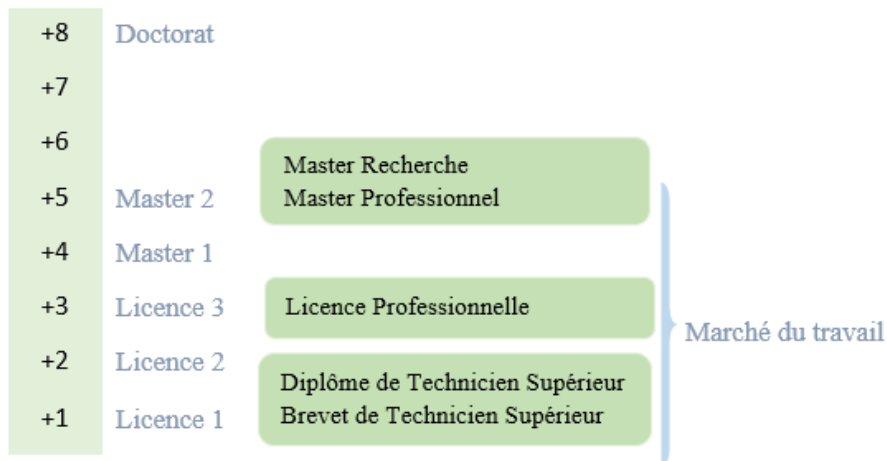 +8 Doctorat
+7
+6
Master Recherche
+5 Master 2 Master Professionnel
+4 Master 1
+3 Licence 3 Licence Professionnelle
Marché du travail
+2 Licence 2
Diplôme de Technicien Supérieur
+1 Licence 1 Brevet de Technicien Supérieur